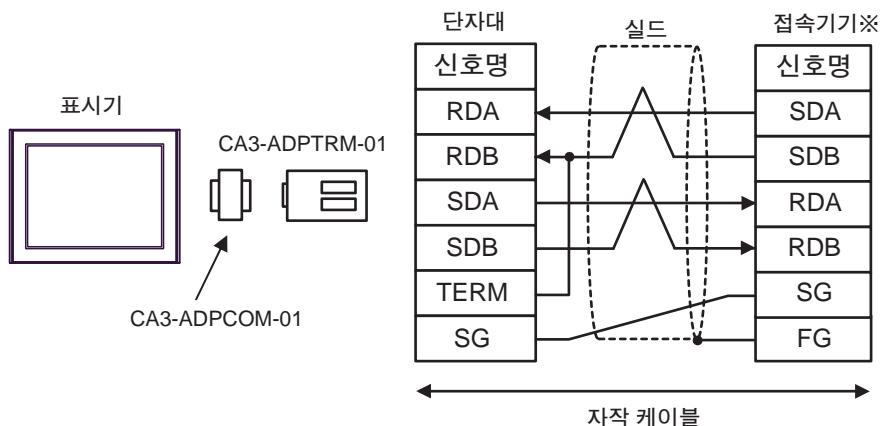 표시기
CA3-ADPTRM-01
CA3-ADPCOM-01
단자대
실드
접속기기※
신호명
신호명
RDA
SDA
RDB
SDB
SDA
RDA
SDB
RDB
TERM
SG
SG
FG
자작 케이블